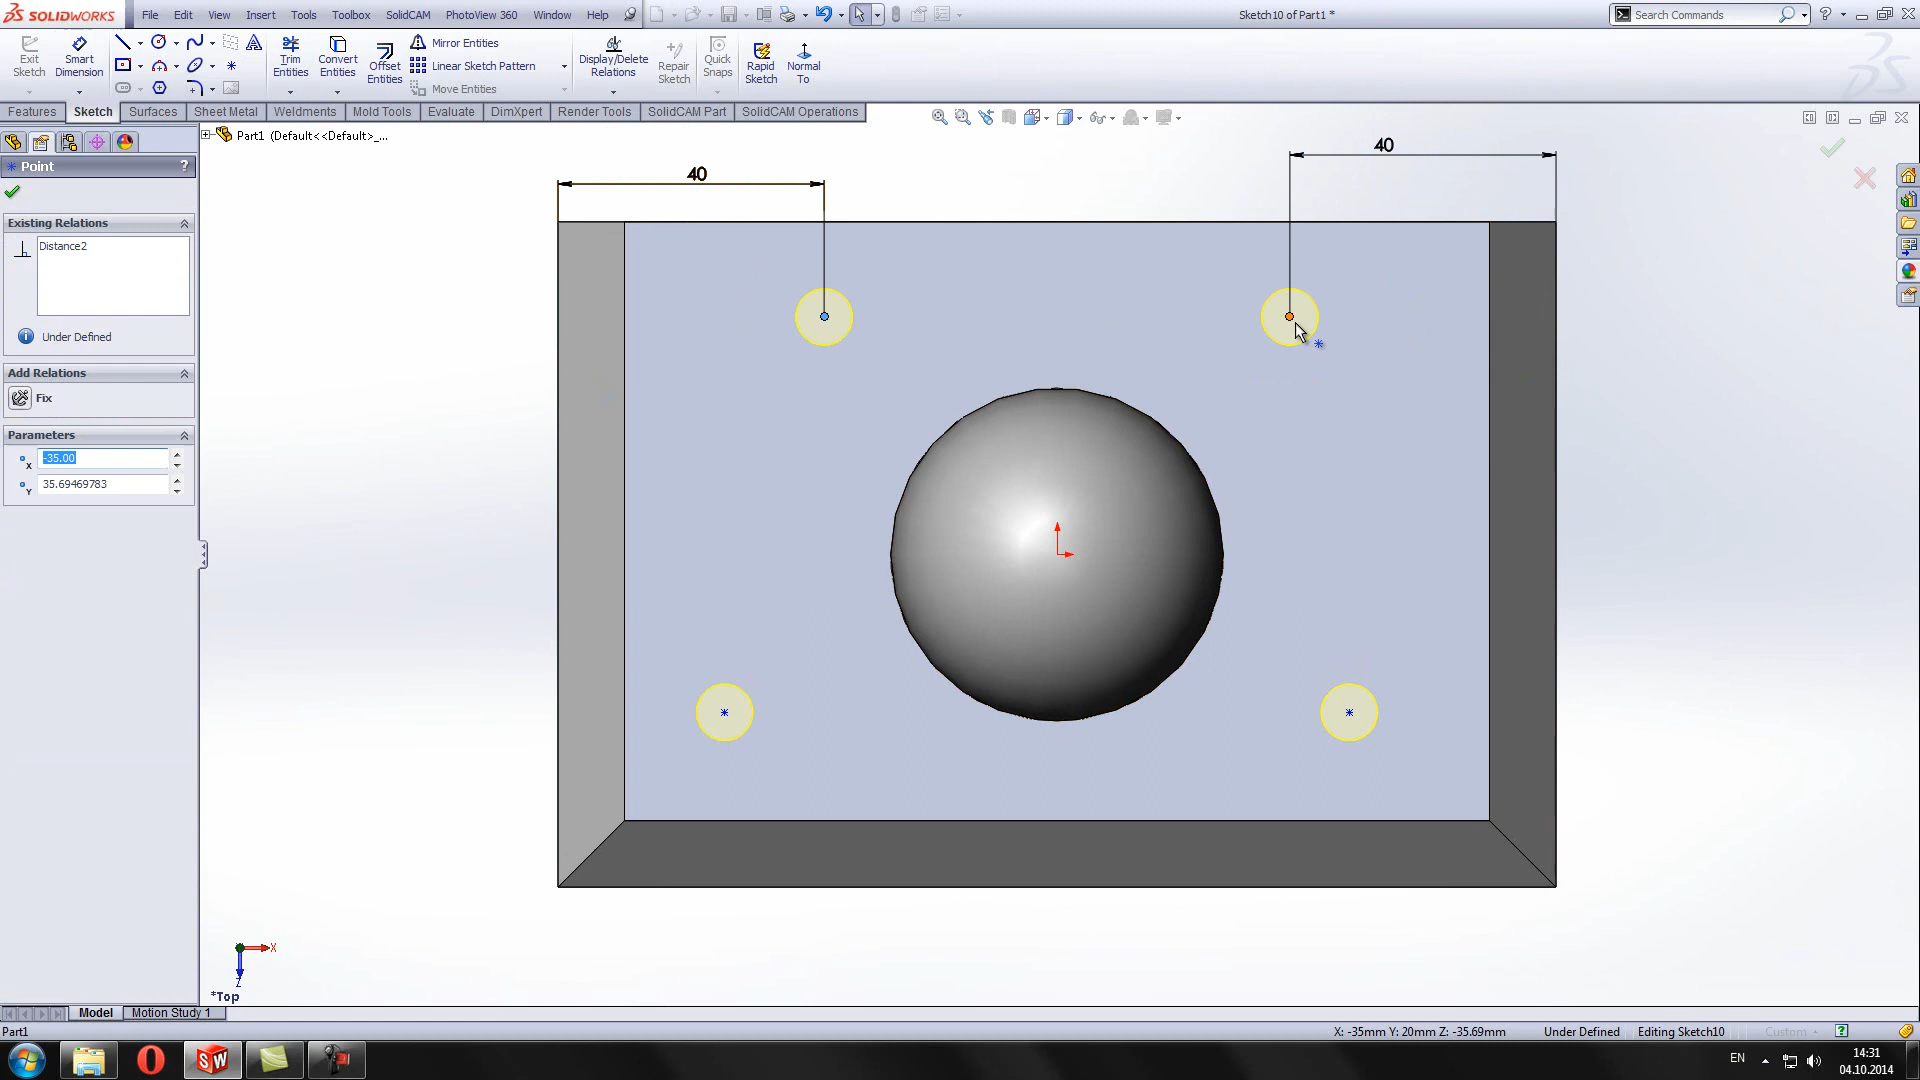 SOLIDWORKS File Edit View Insert Tools Toolbox SolidCAM PhotoView 360 Window Help Sketch10 of Part1 * Search Commands ?
Exit Sketch
Smart Dimension
Trim Entities
Convert Entities
Offset Entities
Mirror Entities
Linear Sketch Pattern
Move Entities
Display/Delete Relations
Repair Sketch
Quick Snaps
Rapid Sketch
Normal To
Features Sketch Surfaces Sheet Metal Weldments Mold Tools Evaluate DimXpert Render Tools SolidCAM Part SolidCAM Operations
Part1 (Default<<Default>_...
Point ?
Existing Relations
Distance2
Under Defined
Add Relations
Fix
Parameters
x -35.00
Y 35.69469783
40
40
X
Z
*Top
Model Motion Study 1
Part1 X: -35mm Y: 20mm Z: -35.69mm Under Defined Editing Sketch10 Custom ?
SW EN 14:31
04.10.2014